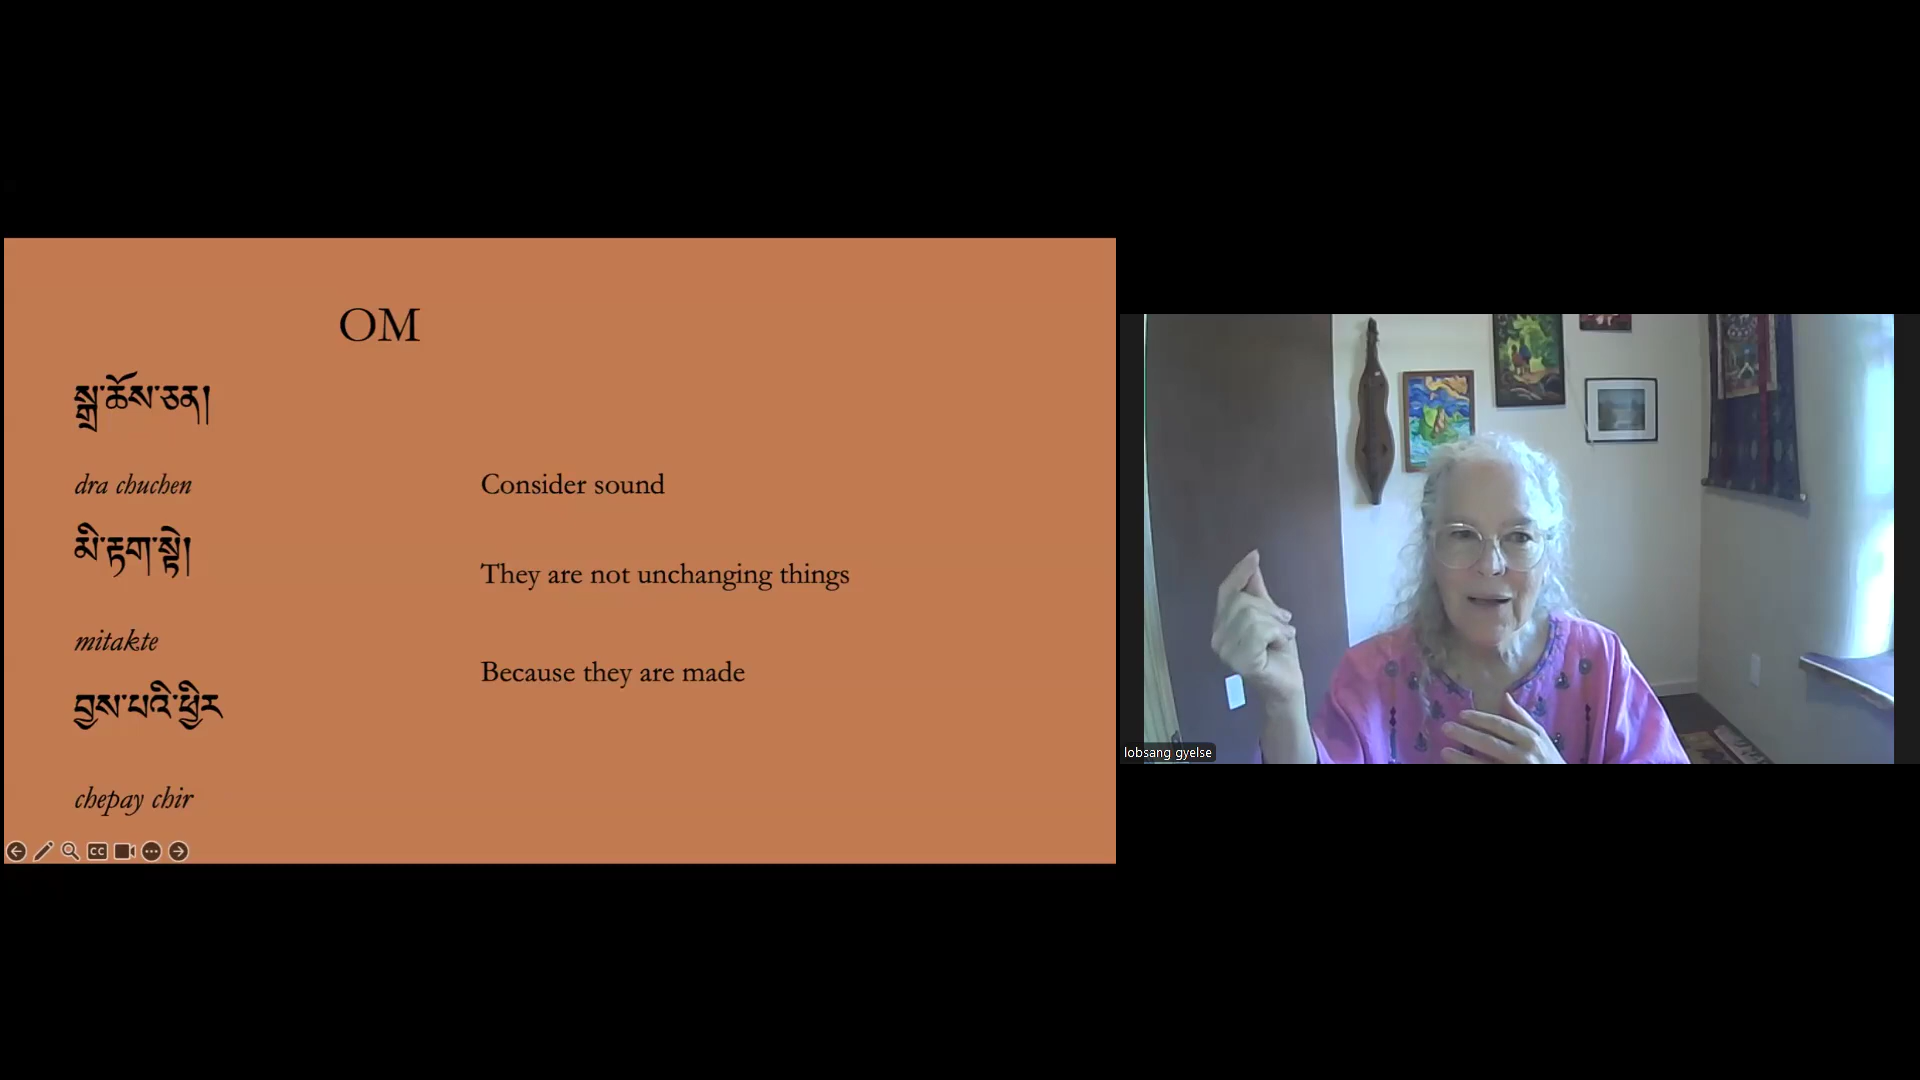 OM
སྒྲ་ཆོས་ཅན།
dra chuchen
Consider sound
མི་རྟག་སྟེ།
They are not unchanging things
mitakte
Because they are made
བྱས་པའི་ཕྱིར
chepay chir
CC
lobsang gyelse